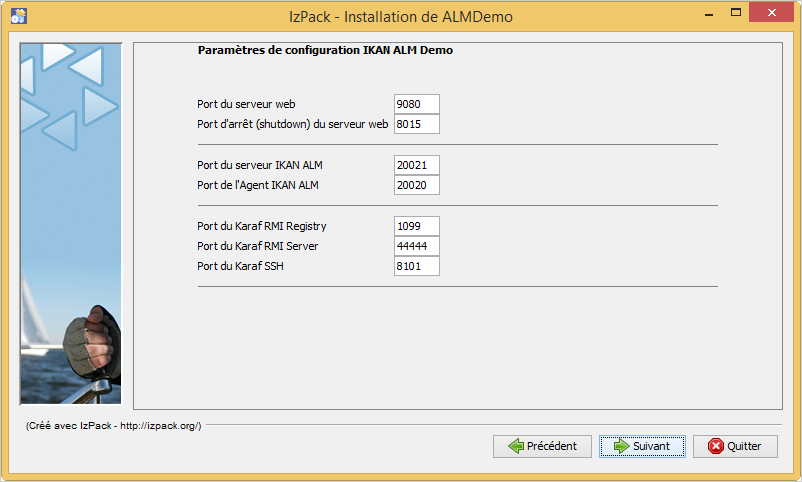 IzPack - Installation de ALMDemo
Paramètres de configuration IKAN ALM Demo
Port du serveur web 9080
Port d'arrêt (shutdown) du serveur web 8015
Port du serveur IKAN ALM 20021
Port de l'Agent IKAN ALM 20020
Port du Karaf RMI Registry 1099
Port du Karaf RMI Server 44444
Port du Karaf SSH 8101
(Créé avec IzPack - http://izpack.org/)
Précédent Suivant Quitter